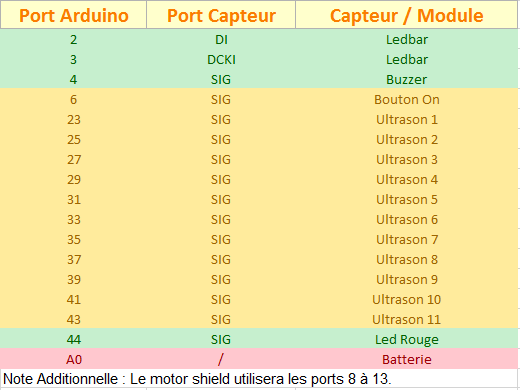 Port Arduino Port Capteur Capteur / Module
2 DI Ledbar
3 DCKI Ledbar
4 SIG Buzzer
6 SIG Bouton On
23 SIG Ultrason 1
25 SIG Ultrason 2
27 SIG Ultrason 3
29 SIG Ultrason 4
31 SIG Ultrason 5
33 SIG Ultrason 6
35 SIG Ultrason 7
37 SIG Ultrason 8
39 SIG Ultrason 9
41 SIG Ultrason 10
43 SIG Ultrason 11
44 SIG Led Rouge
A0 / Batterie
Note Additionnelle : Le motor shield utilisera les ports 8 à 13.